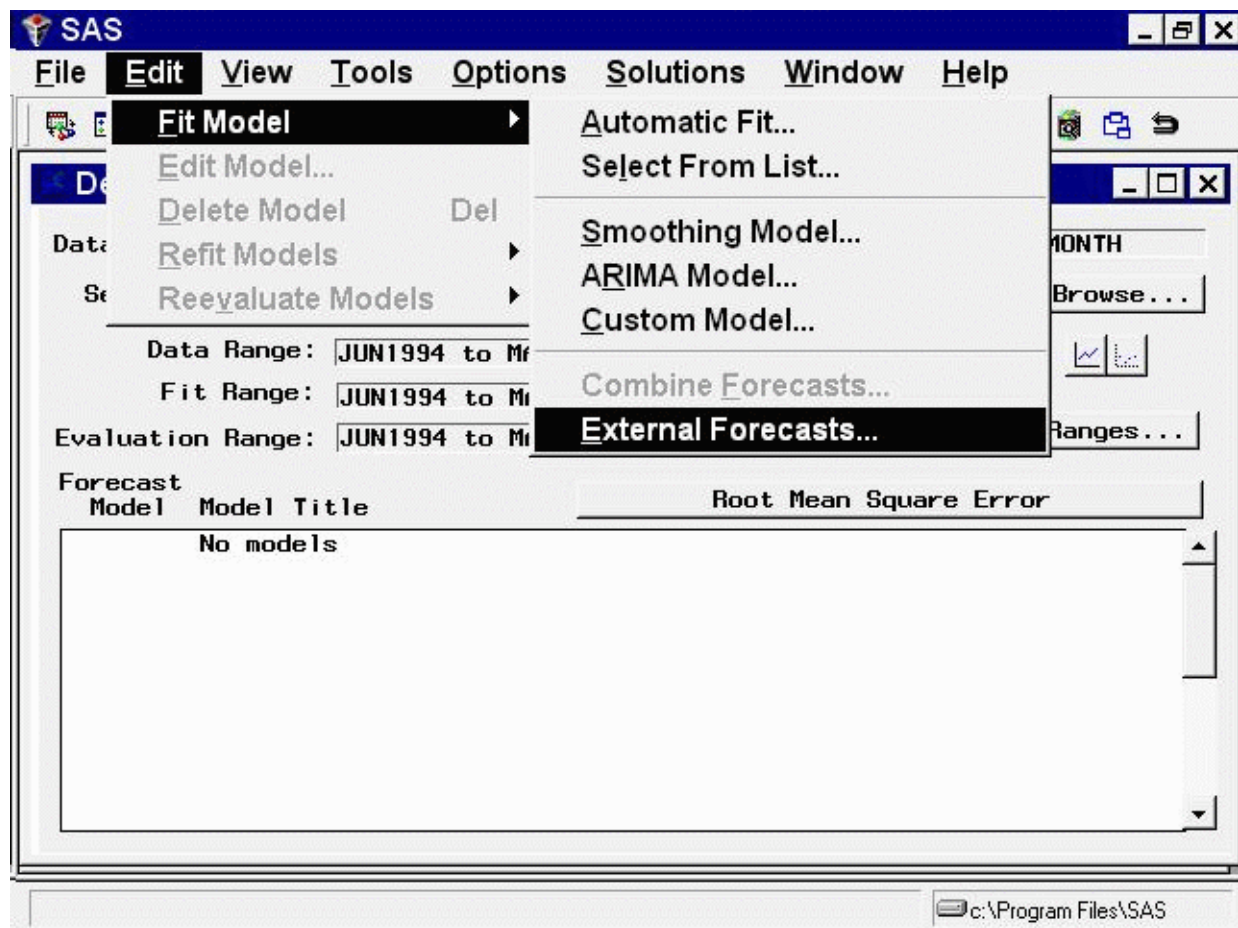 SAS
File Edit View Tools Options Solutions Window Help
Fit Model
Edit Model...
Delete Model Del
Refit Models
Reevaluate Models
Automatic Fit...
Select From List...
Smoothing Model...
ARIMA Model...
Custom Model...
Combine Forecasts...
External Forecasts...
MONTH
Browse...
Data Range: JUN1994 to
Fit Range: JUN1994 to
Evaluation Range: JUN1994 to
Ranges...
Forecast
Model Model Title
Root Mean Square Error
No models
c:\Program Files\SAS